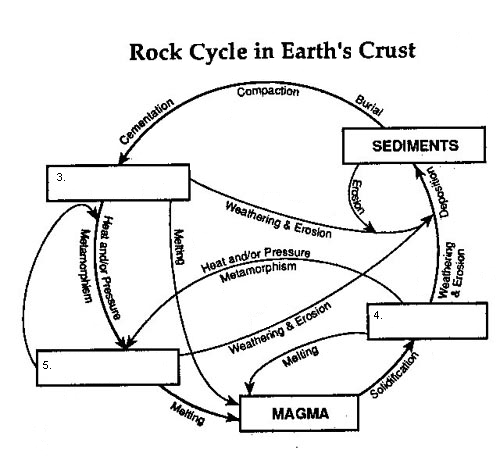 Rock Cycle in Earth's Crust
Cementation
Compaction
Burial
SEDIMENTS
3.
Erosion
Deposition
Weathering & Erosion
Heat and/or Pressure
Metamorphism
Melting
Heat and/or Pressure
Metamorphism
Weathering
& Erosion
4.
Weathering & Erosion
5.
Melting
Solidification
Melting
MAGMA